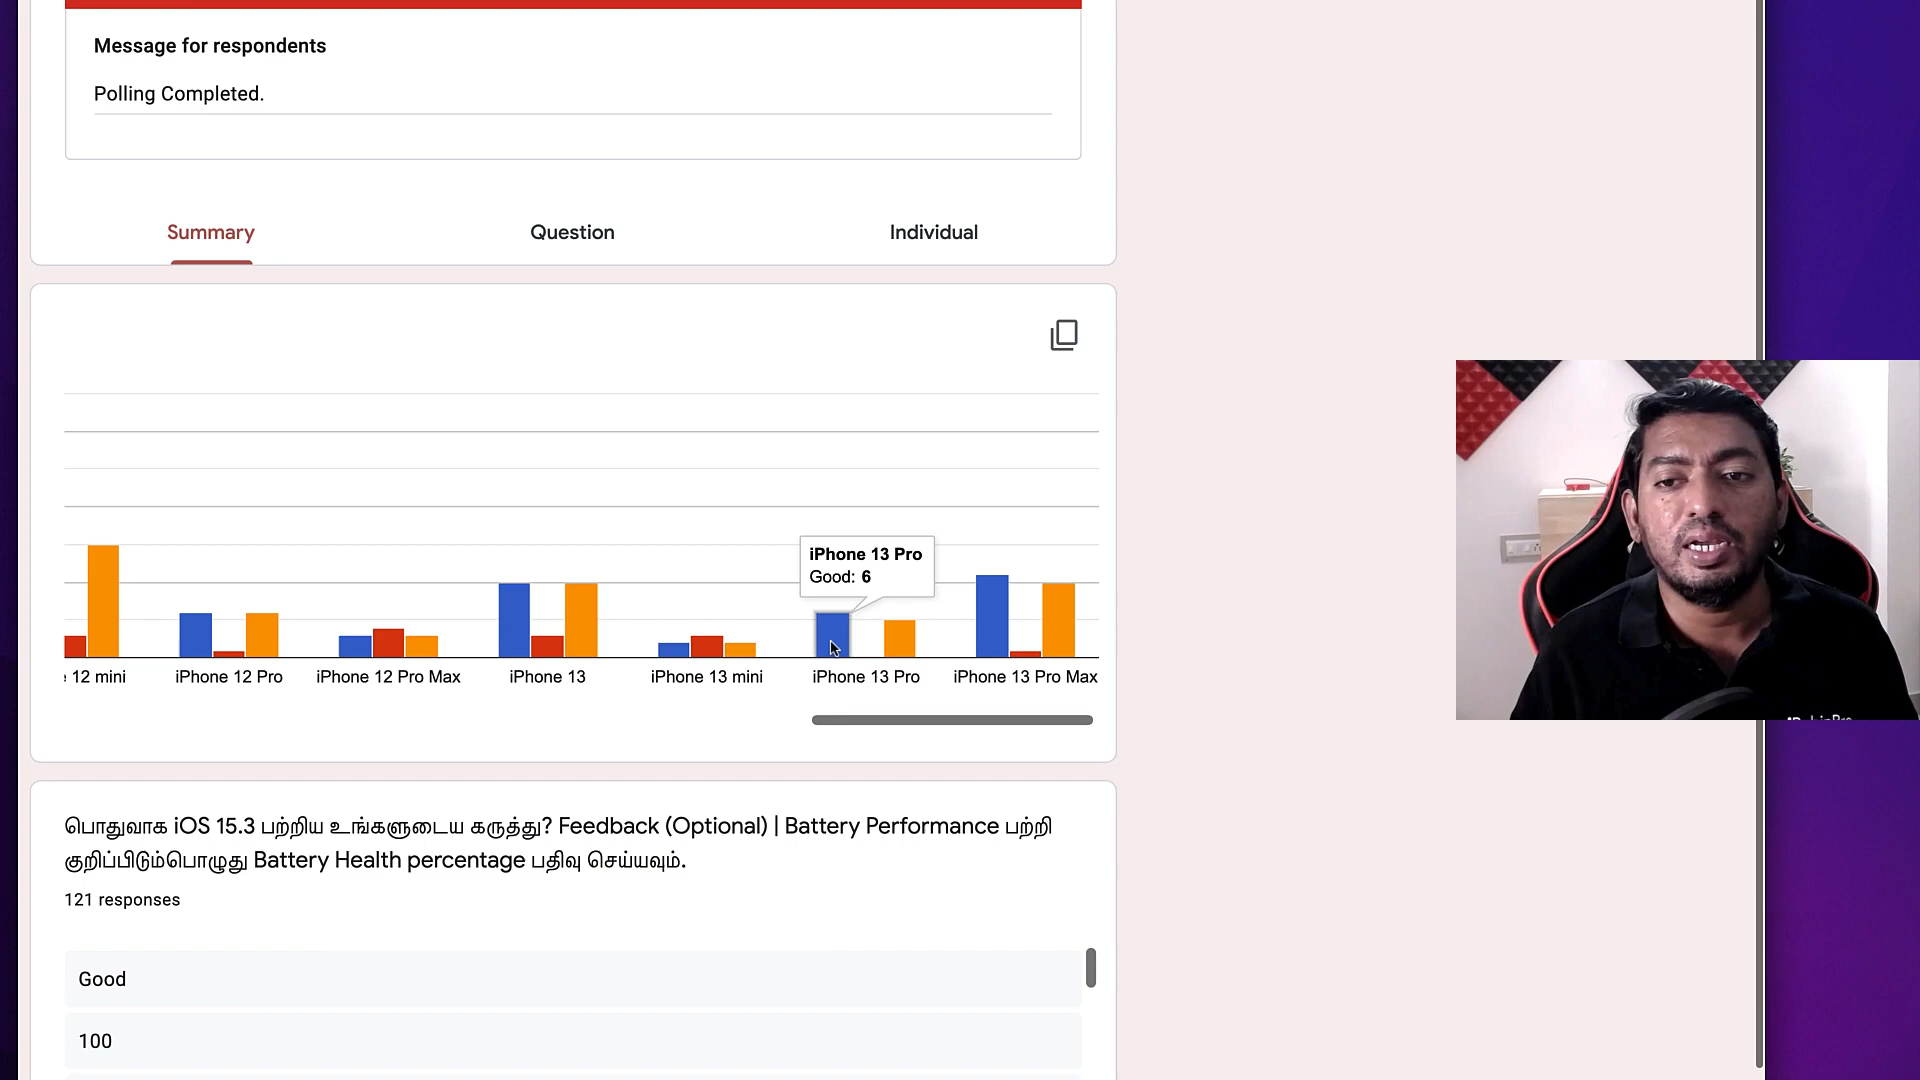 Message for respondents
Polling Completed.
Summary
Question
Individual
iPhone 13 Pro
Good: 6
12 mini
iPhone 12 Pro
iPhone 12 Pro Max
iPhone 13
iPhone 13 mini
iPhone 13 Pro
iPhone 13 Pro Max
பொதுவாக iOS 15.3 பற்றிய உங்களுடைய கருத்து? Feedback (Optional) | Battery Performance பற்றி
குறிப்பிடும்பொழுது Battery Health percentage பதிவு செய்யவும்.
121 responses
Good
100